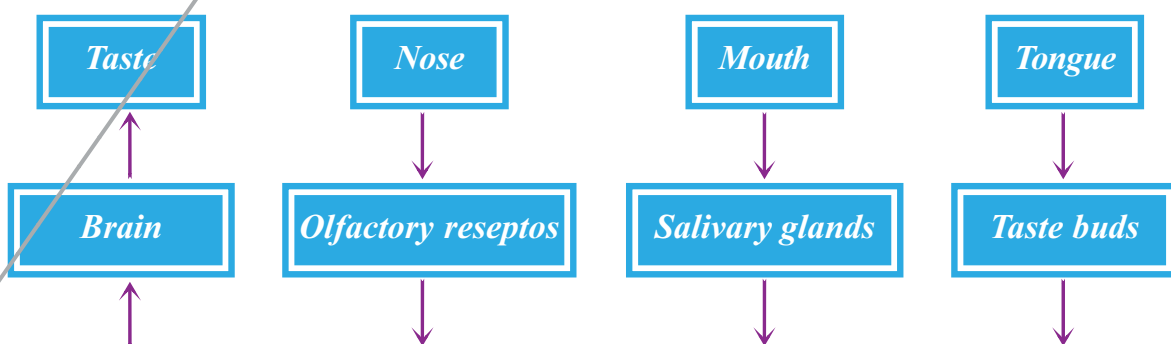 Taste
Nose
Mouth
Tongue
Brain
Olfactory reseptos
Salivary glands
Taste buds